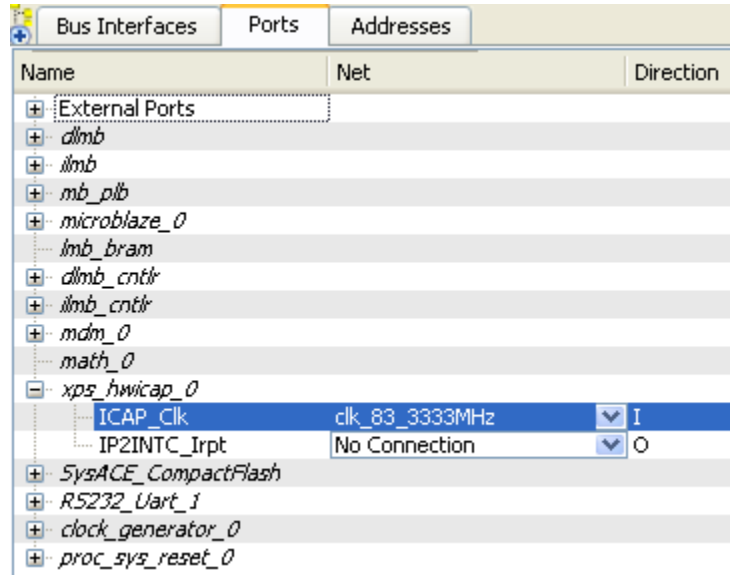 Bus Interfaces Ports Addresses
Name Net Direction
External Ports
dlmb
ilmb
mb_plb
microblaze_0
lmb_bram
dlmb_cntlr
ilmb_cntlr
mdm_0
math_0
xps_hwicap_0
ICAP_Clk clk_83_3333MHz I
IP2INTC_Irpt No Connection O
SysACE_CompactFlash
RS232_Uart_1
clock_generator_0
proc_sys_reset_0